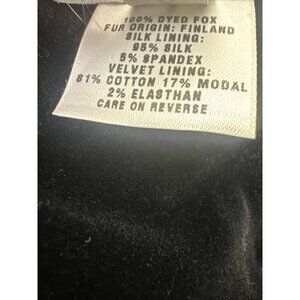 100% DYED FOX
FUR ORIGIN: FINLAND
SILK LINING:
95% SILK
5% SPANDEX
VELVET LINING:
81% COTTON 17% MODAL
2% ELASTHAN
CARE ON REVERSE